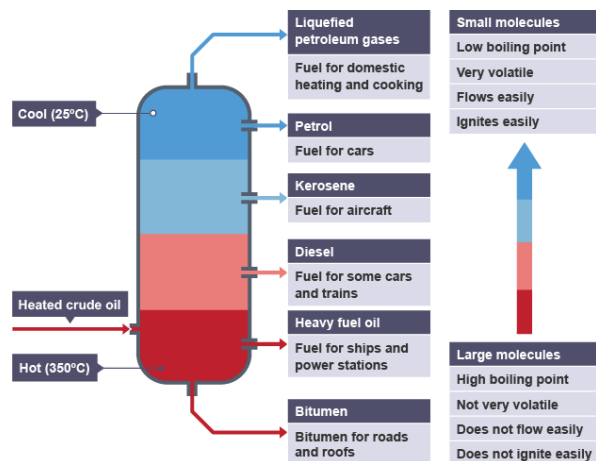 Liquefied
petroleum gases
Fuel for domestic
heating and cooking
Cool (25ºC)
Petrol
Fuel for cars
Kerosene
Fuel for aircraft
Diesel
Fuel for some cars
and trains
Heated crude oil
Heavy fuel oil
Fuel for ships and
power stations
Hot (350ºC)
Bitumen
Bitumen for roads
and roofs
Small molecules
Low boiling point
Very volatile
Flows easily
Ignites easily
Large molecules
High boiling point
Not very volatile
Does not flow easily
Does not ignite easily